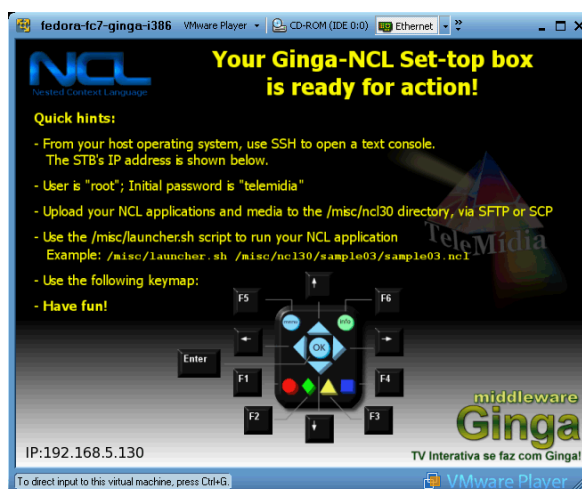 fedora-fc7-ginga-i386 VMware Player CD-ROM (IDE 0:0) Ethernet
NCL
Nested Context Language
Your Ginga-NCL Set-top box
is ready for action!
Quick hints:
- From your host operating system, use SSH to open a text console.
The STB's IP address is shown below.
- User is "root"; Initial password is "telemidia"
- Upload your NCL applications and media to the /misc/ncl30 directory, via SFTP or SCP
- Use the /misc/launcher.sh script to run your NCL application
Example: /misc/launcher.sh /misc/ncl30/sample03/sample03.ncl
TeleMídia
- Use the following keymap:
- Have fun!
F5
F6
menu
info
OK
Enter
F1
F4
F2
F3
middleware
Ginga
TV Interativa se faz com Ginga!
IP:192.168.5.130
To direct input to this virtual machine, press Ctrl+G.
VMware Player